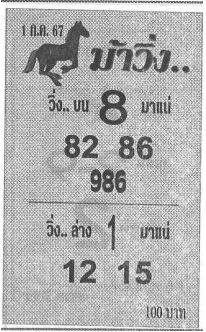 1 ก.ค. 67
ม้าวิ่ง..
วิ่ง.. บน 8 มาแน่
82 86
986
วิ่ง.. ล่าง 1 มาแน่
12 15
100 บาท